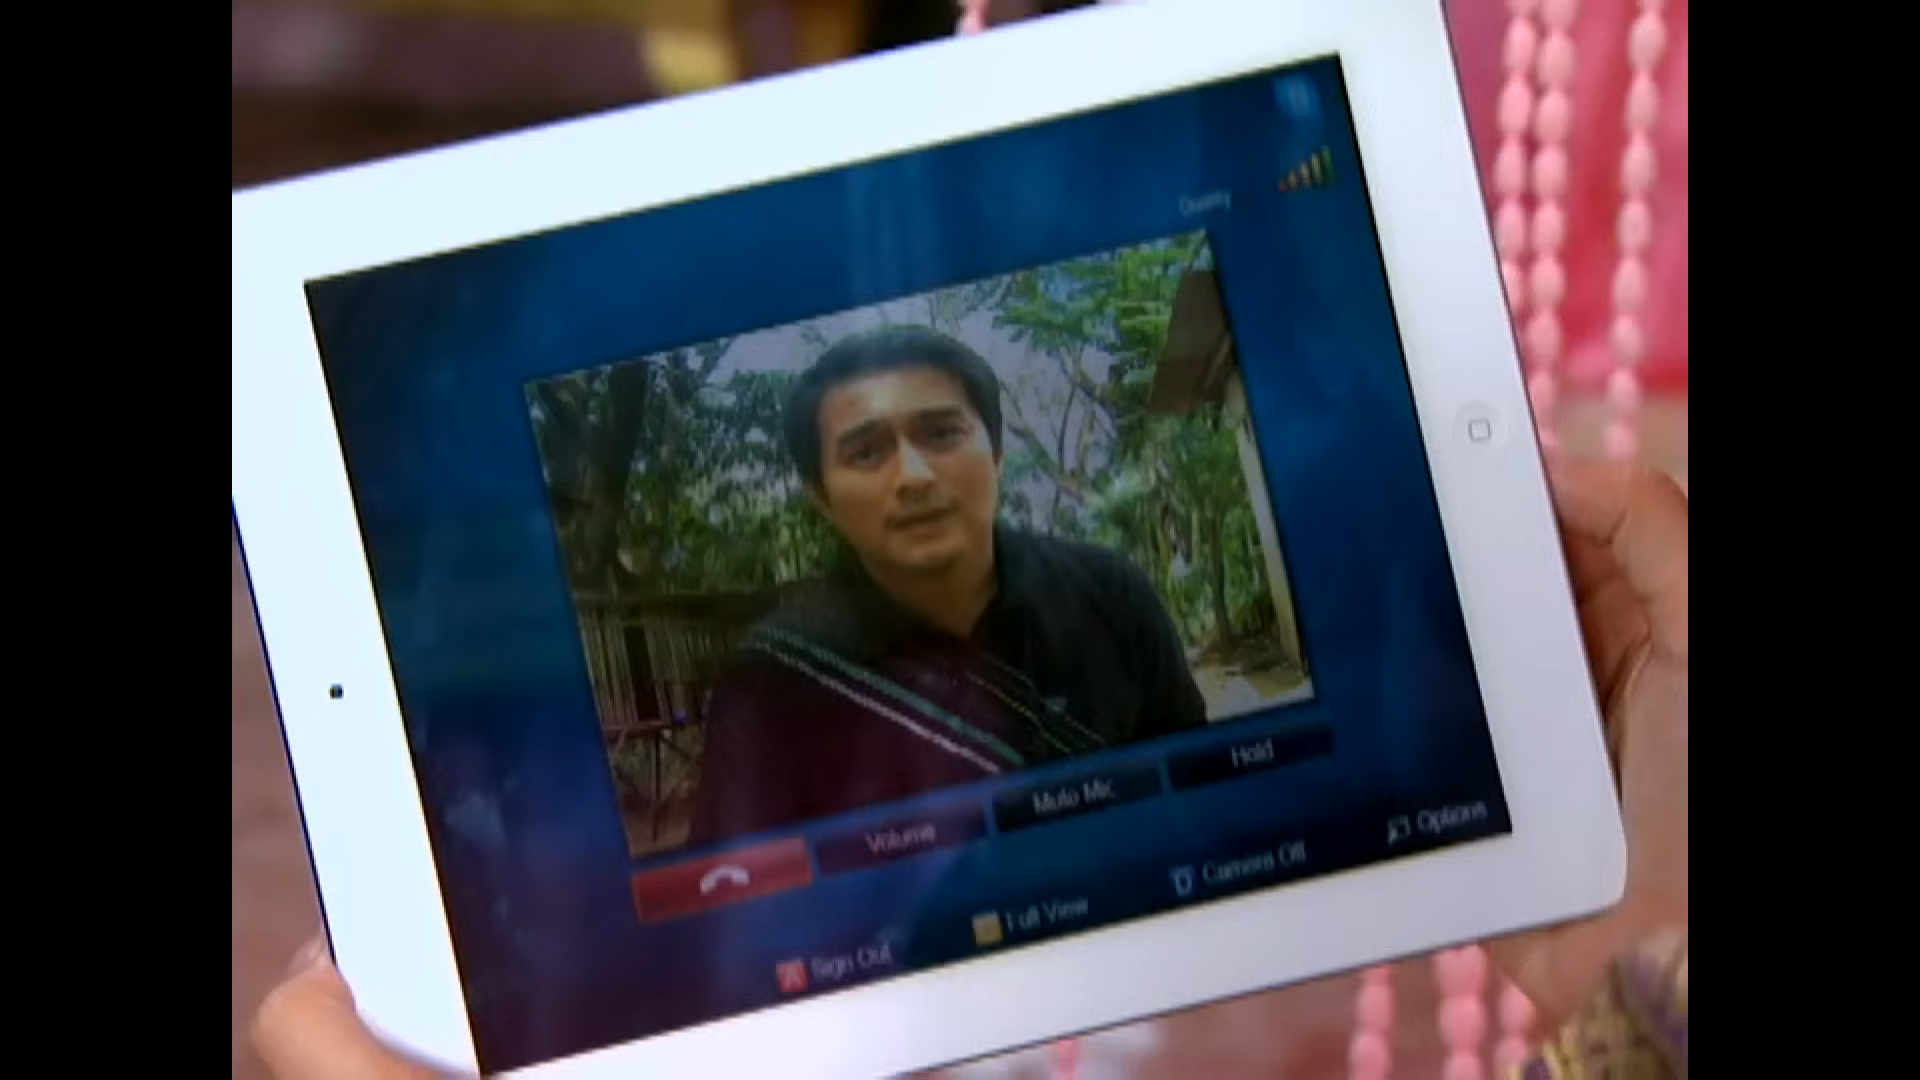 Quality
Hold
Mute Mic
Volume
Options
Camera Off
Full View
Sign Out